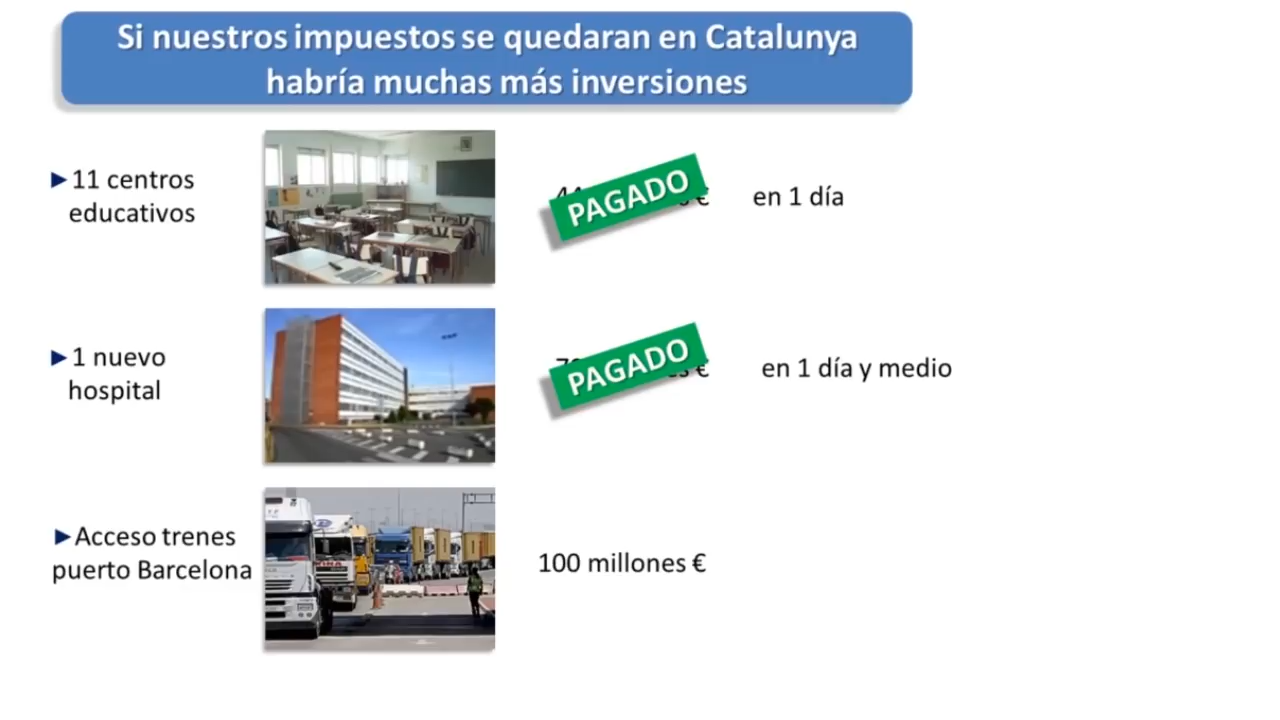 Si nuestros impuestos se quedaran en Catalunya
habría muchas más inversiones
►11 centros
educativos
PAGADO
€
en 1 día
►1 nuevo
hospital
PAGADO
€
en 1 día y medio
►Acceso trenes
puerto Barcelona
100 millones €